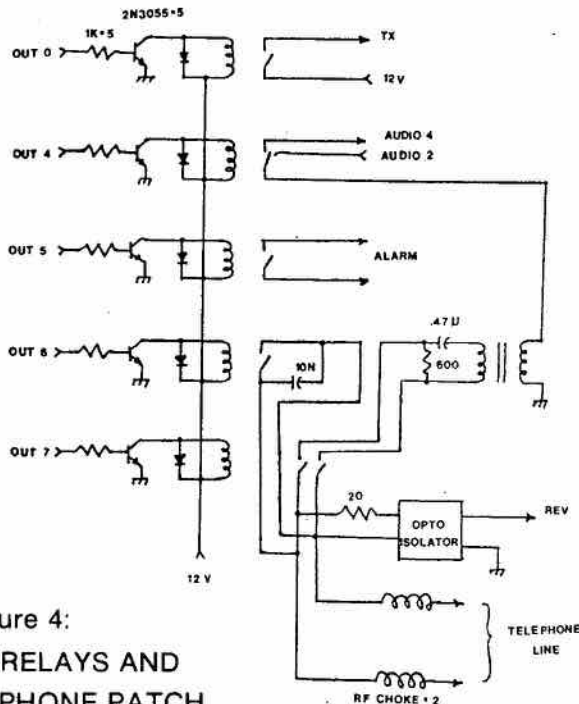 2N3055*5
1K*5
OUT 0
TX
12V
OUT 4
AUDIO 4
AUDIO 2
OUT 5
ALARM
.47U
OUT 6
10N
600
OUT 7
20
OPTO
ISOLATOR
REV
12 V
ure 4:
RELAYS AND
PHONE PATCH
TELEPHONE
LINE
RF CHOKE*2